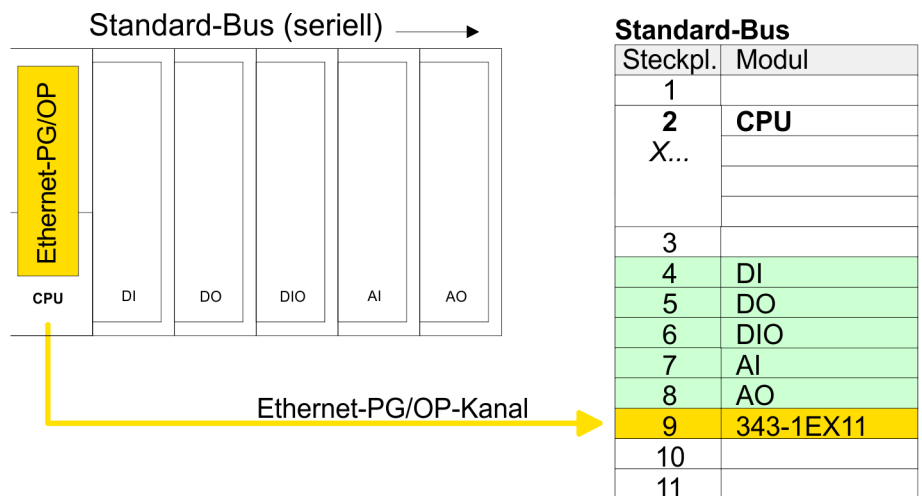 Standard-Bus (seriell)
Ethernet-PG/OP
CPU
DI
DO
DIO
AI
AO
Ethernet-PG/OP-Kanal
Standard-Bus
Steckpl. Modul
1
2 CPU
X...
3
4 DI
5 DO
6 DIO
7 AI
8 AO
9 343-1EX11
10
11